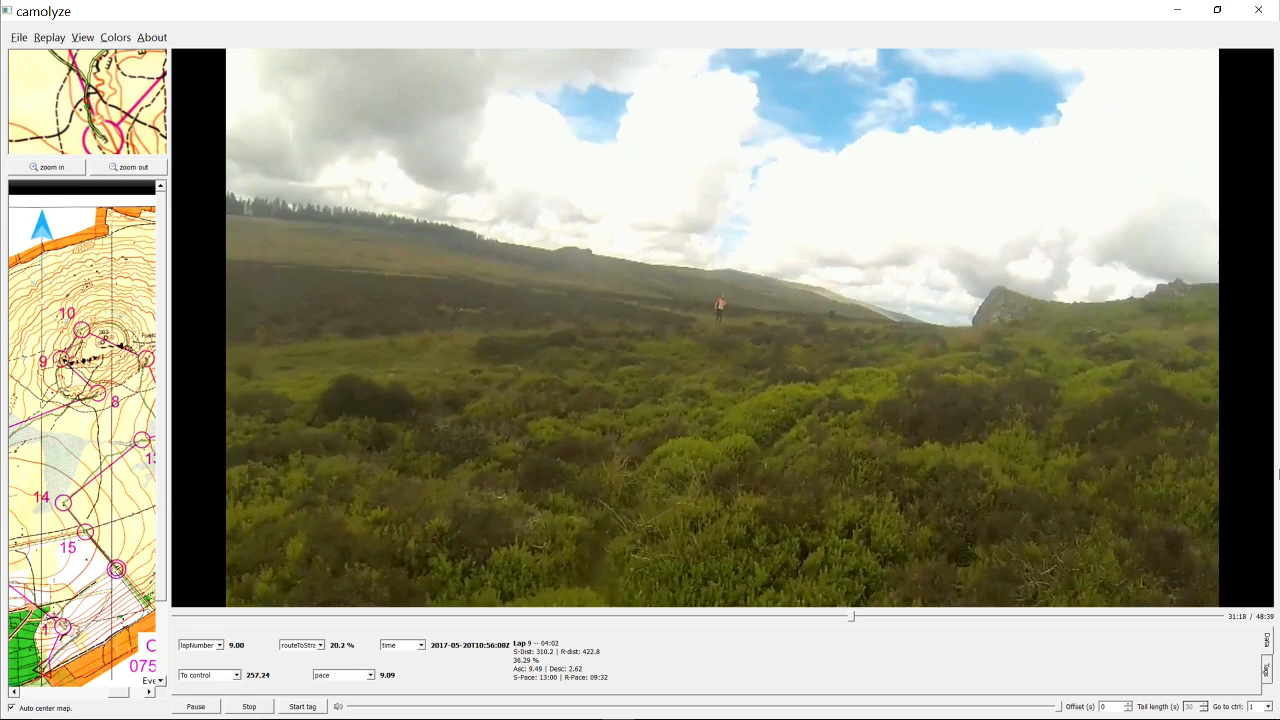 camolyze
File Replay View Colors About
zoom in
zoom out
10
9
8
14
15
1
C
075
31:18 / 48:39
lapNumber 9.00
routeToStra 20.2 %
time 2017-05-20T10:56:08Z
To control 257.24
pace 9.09
Lap 9 -- 04:02
S-Dist: 310.2 | R-dist: 422.8
36.29 %
Asc: 9.49 | Desc: 2.62
S-Pace: 13:00 | R-Pace: 09:32
Data
Tags
Auto center map.
Pause
Stop
Start tag
Offset (s) 0
Tail length (s) 30
Go to ctrl: 1